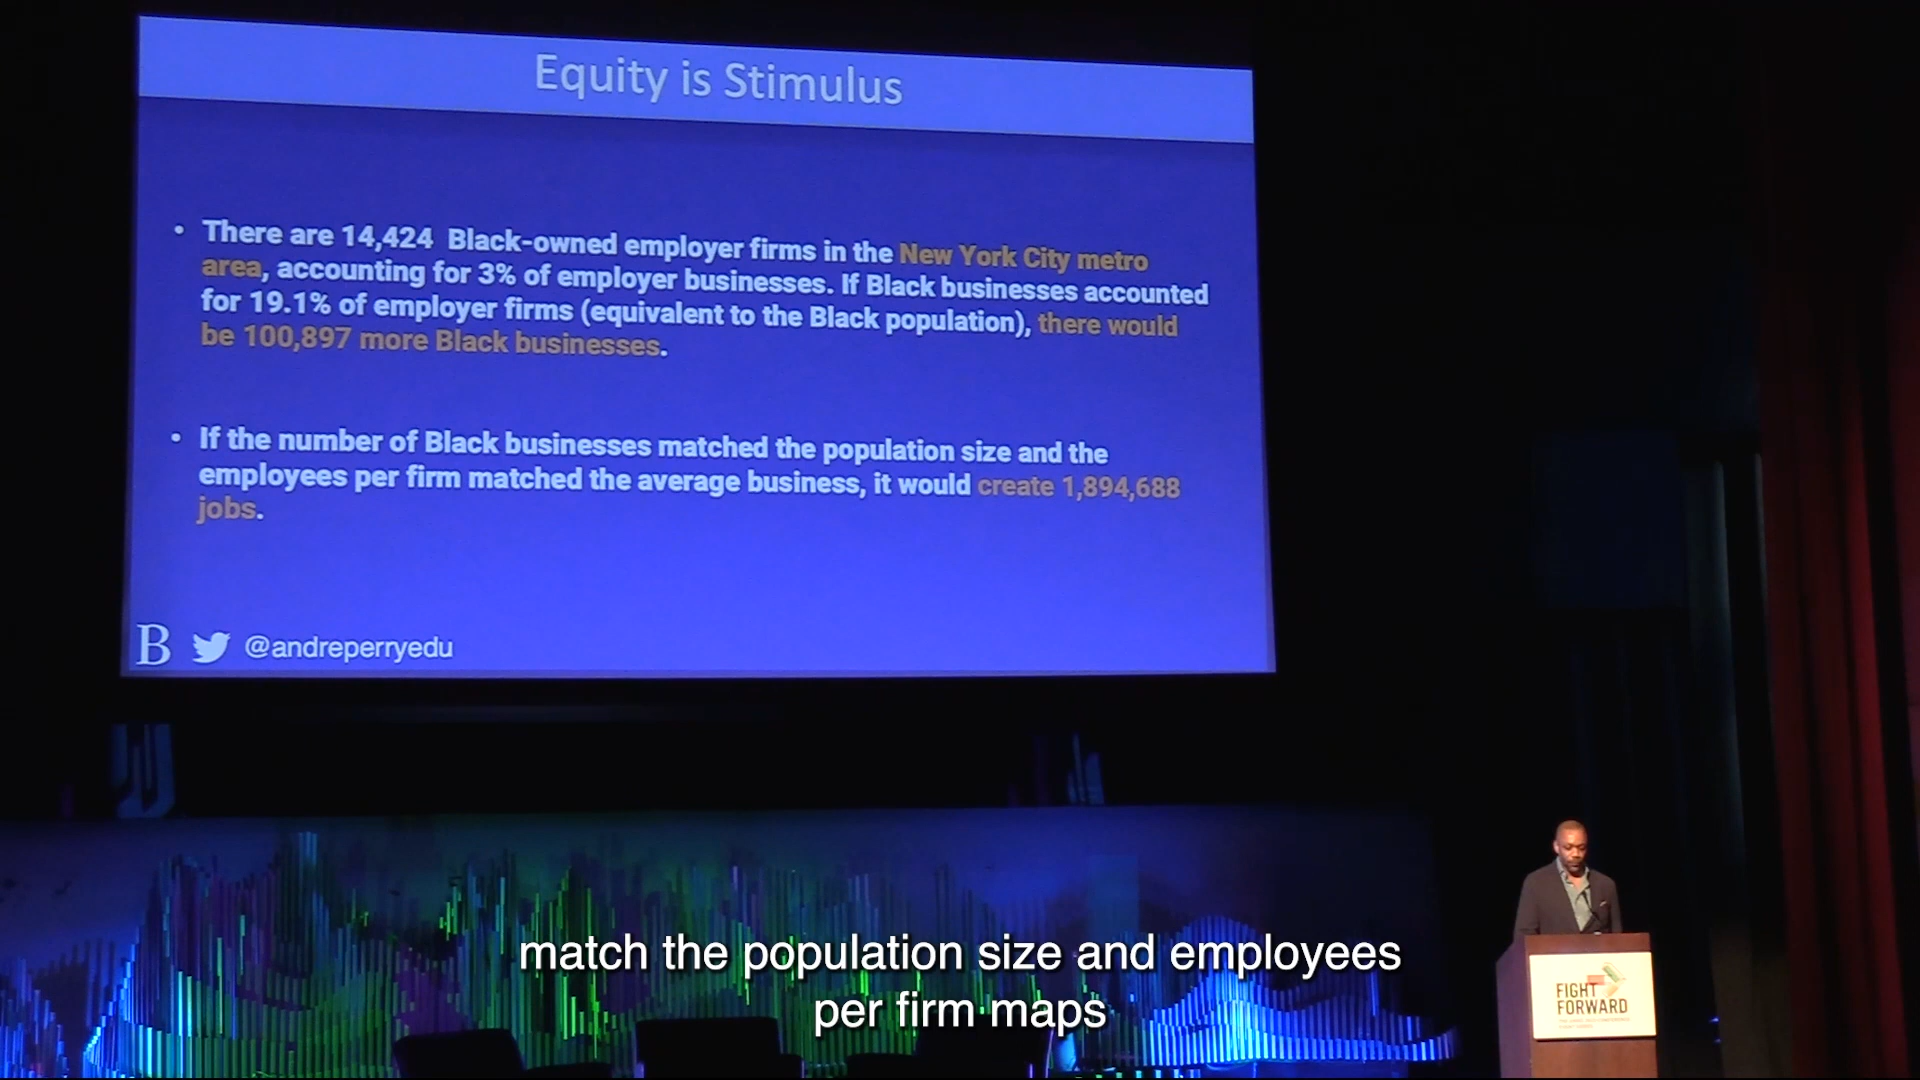 Equity is Stimulus
• There are 14,424 Black-owned employer firms in the New York City metro
area, accounting for 3% of employer businesses. If Black businesses accounted
for 19.1% of employer firms (equivalent to the Black population), there would
be 100,897 more Black businesses.
• If the number of Black businesses matched the population size and the
employees per firm matched the average business, it would create 1,894,688
jobs.
B @andreperryedu
match the population size and employees
per firm maps
FIGHT
FORWARD